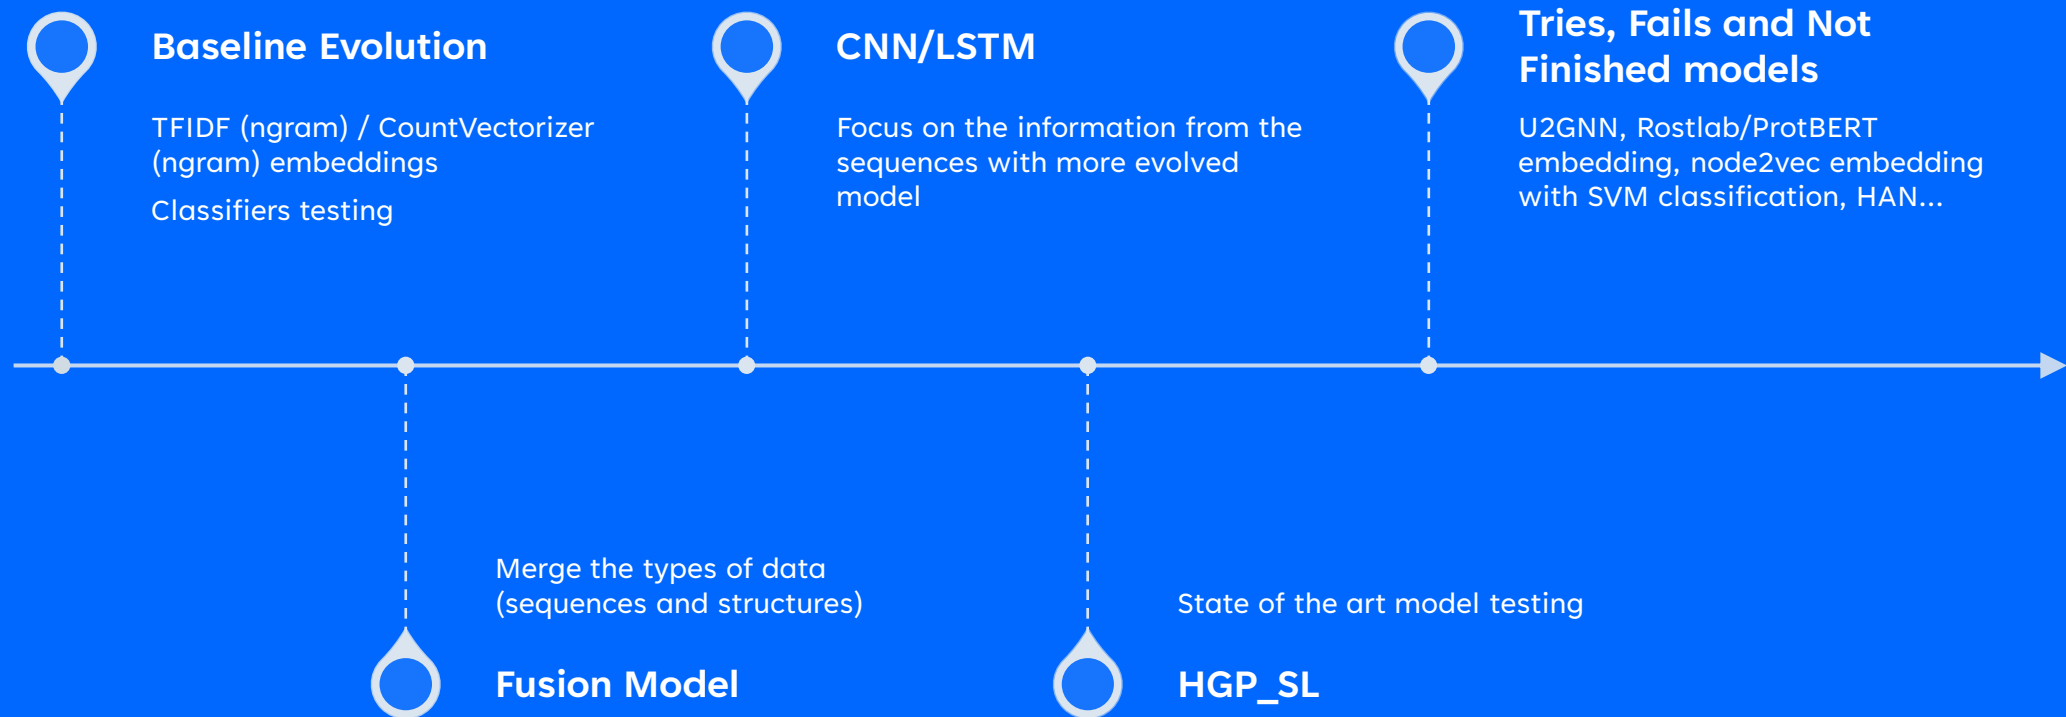 Baseline Evolution
TFIDF (ngram) / CountVectorizer
(ngram) embeddings
Classifiers testing
CNN/LSTM
Focus on the information from the
sequences with more evolved
model
Tries, Fails and Not
Finished models
U2GNN, Rostlab/ProtBERT
embedding, node2vec embedding
with SVM classification, HAN...
Merge the types of data
(sequences and structures)
Fusion Model
State of the art model testing
HGP_SL